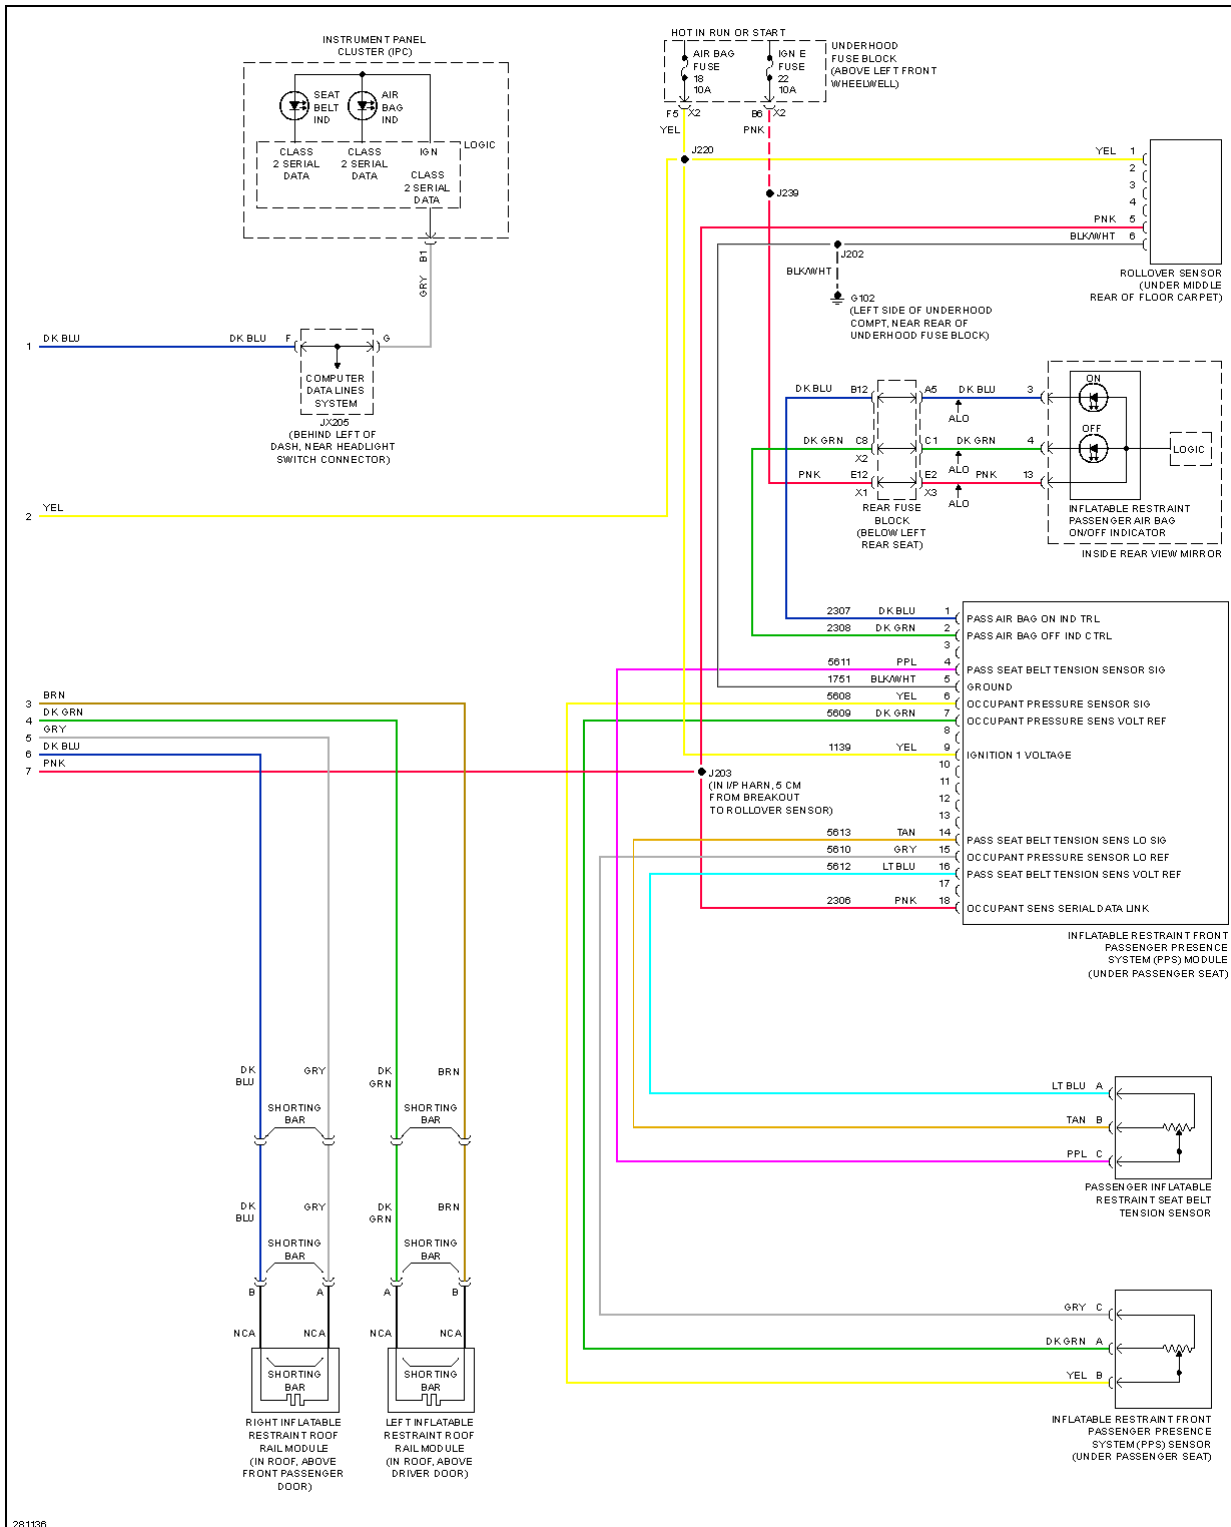 HOT IN RUN OR START
INSTRUMENT PANEL
CLUSTER (IPC)
SEAT
BELT
IND
AIR
BAG
IND
LOGIC
CLASS
2 SERIAL
DATA
CLASS
2 SERIAL
DATA
IGN
CLASS
2 SERIAL
DATA
B1
GRY
AIR BAG
FUSE
18
10A
IGN E
FUSE
22
10A
UNDERHOOD
FUSE BLOCK
(ABOVE LEFT FRONT
WHEELWELL)
F5 X2
B6 X2
YEL
PNK
J220
J239
YEL 1
2
3
4
PNK 5
BLK/WHT 6
ROLLOVER SENSOR
(UNDER MIDDLE
REAR OF FLOOR CARPET)
J202
BLK/WHT
G102
(LEFT SIDE OF UNDERHOOD
COMPT, NEAR REAR OF
UNDERHOOD FUSE BLOCK)
1 DK BLU
DK BLU F
G
COMPUTER
DATA LINES
SYSTEM
JX205
(BEHIND LEFT OF
DASH, NEAR HEADLIGHT
SWITCH CONNECTOR)
DK BLU B12 A5 DK BLU 3
ALO
DK GRN C8 C1 DK GRN 4
X2 ALO
PNK E12 E2 PNK 13
X1 X3 ALO
REAR FUSE
BLOCK
(BELOW LEFT
REAR SEAT)
ON
OFF
LOGIC
INFLATABLE RESTRAINT
PASSENGER AIR BAG
ON/OFF INDICATOR
INSIDE REAR VIEW MIRROR
2 YEL
2307 DK BLU 1 PASS AIR BAG ON IND TRL
2308 DK GRN 2 PASS AIR BAG OFF IND CTRL
3
5611 PPL 4 PASS SEAT BELT TENSION SENSOR SIG
1751 BLK/WHT 5 GROUND
5608 YEL 6 OCCUPANT PRESSURE SENSOR SIG
5609 DK GRN 7 OCCUPANT PRESSURE SENS VOLT REF
8
1139 YEL 9 IGNITION 1 VOLTAGE
10
11
12
13
5613 TAN 14 PASS SEAT BELT TENSION SENS LO SIG
5610 GRY 15 OCCUPANT PRESSURE SENSOR LO REF
5612 LT BLU 16 PASS SEAT BELT TENSION SENS VOLT REF
17
2306 PNK 18 OCCUPANT SENS SERIAL DATA LINK
INFLATABLE RESTRAINT FRONT
PASSENGER PRESENCE
SYSTEM (PPS) MODULE
(UNDER PASSENGER SEAT)
3 BRN
4 DK GRN
5 GRY
6 DK BLU
7 PNK
J203
(IN I/P HARN, 5 CM
FROM BREAKOUT
TO ROLLOVER SENSOR)
DK
BLU
GRY
DK
GRN
BRN
SHORTING
BAR
SHORTING
BAR
DK
BLU
GRY
DK
GRN
BRN
SHORTING
BAR
SHORTING
BAR
B A A B
NCA NCA NCA NCA
SHORTING
BAR
SHORTING
BAR
RIGHT INFLATABLE
RESTRAINT ROOF
RAIL MODULE
(IN ROOF, ABOVE
FRONT PASSENGER
DOOR)
LEFT INFLATABLE
RESTRAINT ROOF
RAIL MODULE
(IN ROOF, ABOVE
DRIVER DOOR)
LT BLU A
TAN B
PPL C
PASSENGER INFLATABLE
RESTRAINT SEAT BELT
TENSION SENSOR
GRY C
DK GRN A
YEL B
INFLATABLE RESTRAINT FRONT
PASSENGER PRESENCE
SYSTEM (PPS) SENSOR
(UNDER PASSENGER SEAT)
281136